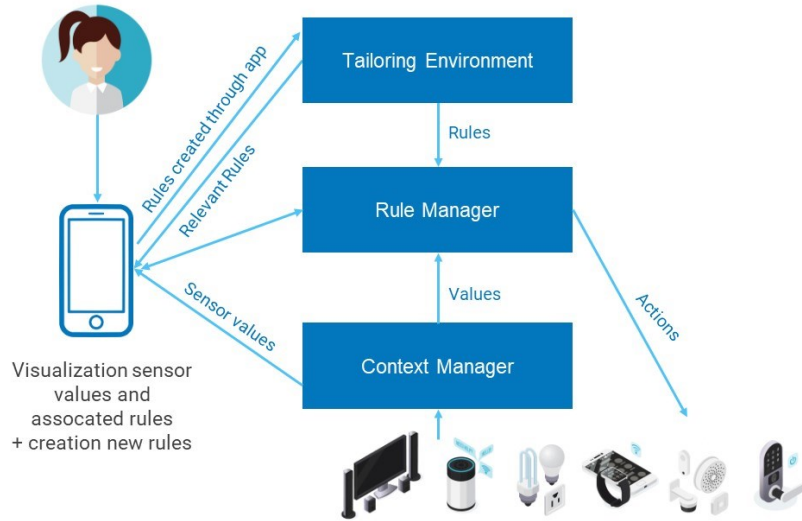 Tailoring Environment
Rules created through app
Relevant Rules
Rules
Rule Manager
Sensor values
Values
Actions
Context Manager
Visualization sensor
values and
assocated rules
+ creation new rules